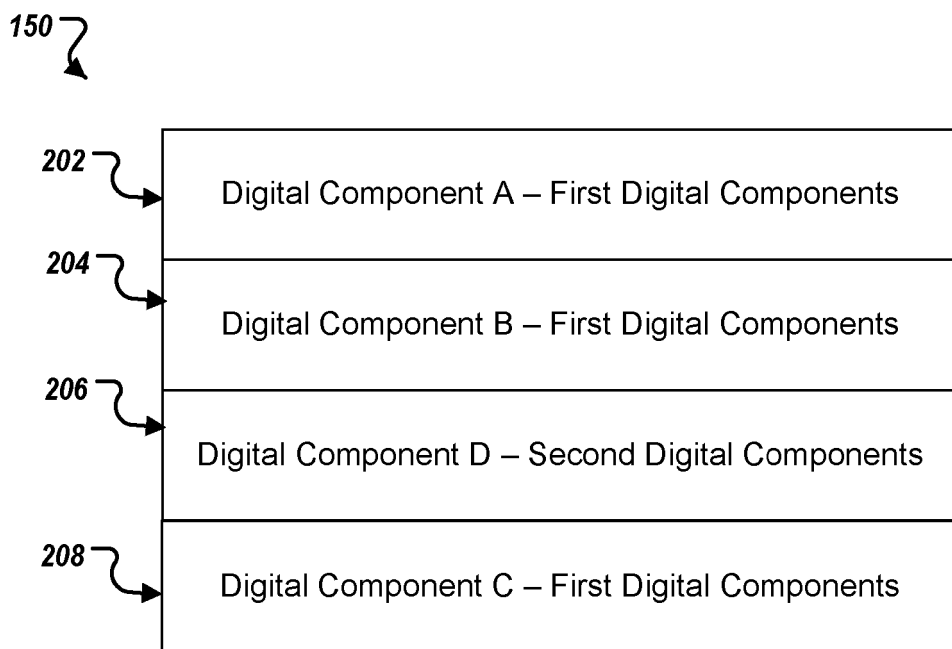 150
202
Digital Component A – First Digital Components
204
Digital Component B – First Digital Components
206
Digital Component D – Second Digital Components
208
Digital Component C – First Digital Components